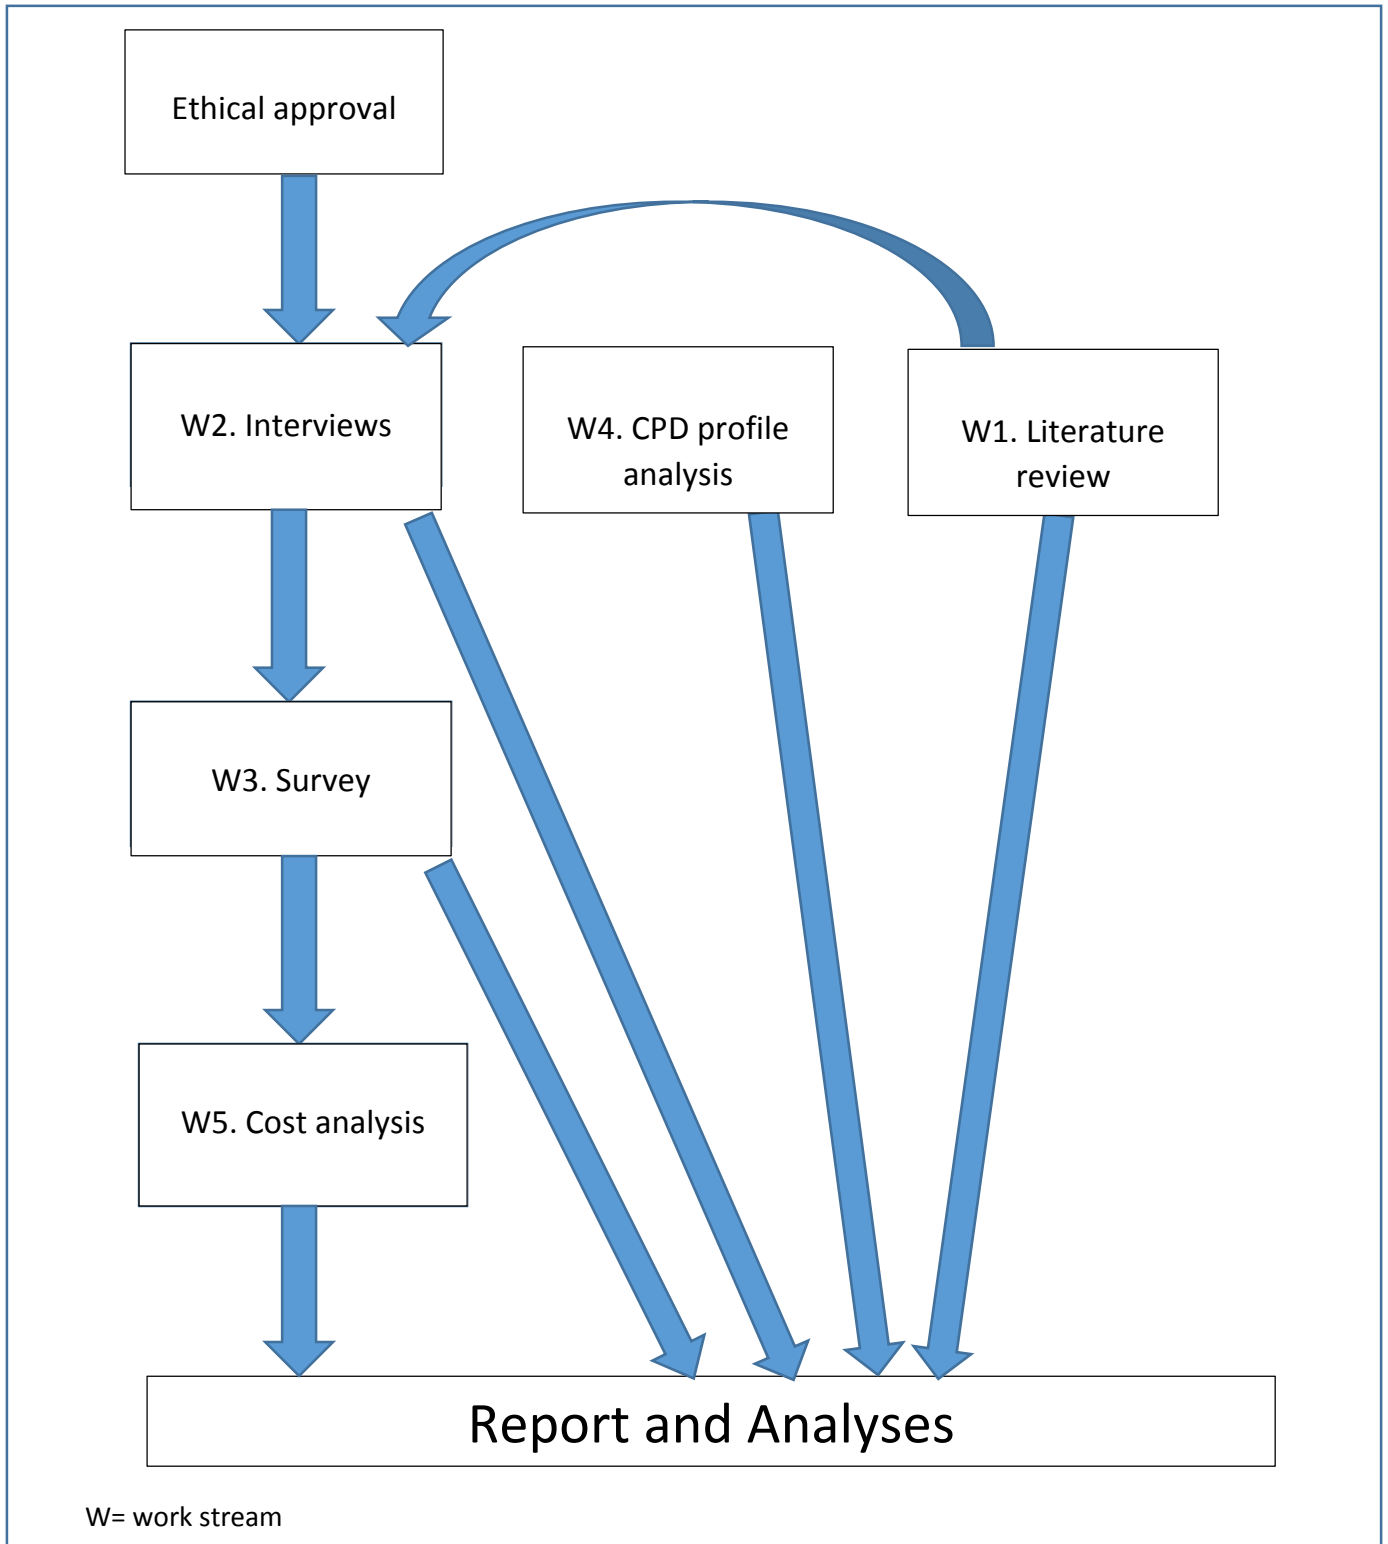 Ethical approval
W2. Interviews
W4. CPD profile
analysis
W1. Literature
review
W3. Survey
W5. Cost analysis
Report and Analyses
W= work stream